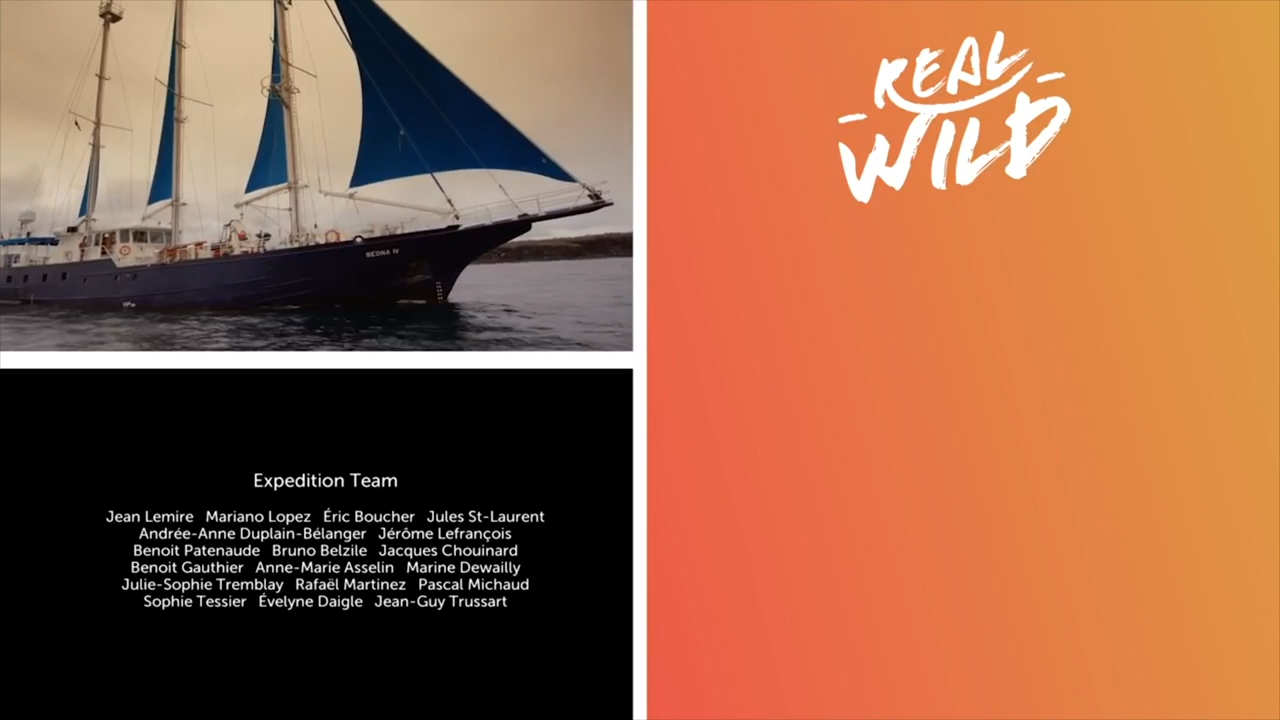 SEDNA IV
REAL
WILD
Expedition Team
Jean Lemire Mariano Lopez Éric Boucher Jules St-Laurent
Andrée-Anne Duplain-Bélanger Jérôme Lefrançois
Benoit Patenaude Bruno Belzile Jacques Chouinard
Benoit Gauthier Anne-Marie Asselin Marine Dewailly
Julie-Sophie Tremblay Rafaël Martinez Pascal Michaud
Sophie Tessier Évelyne Daigle Jean-Guy Trussart